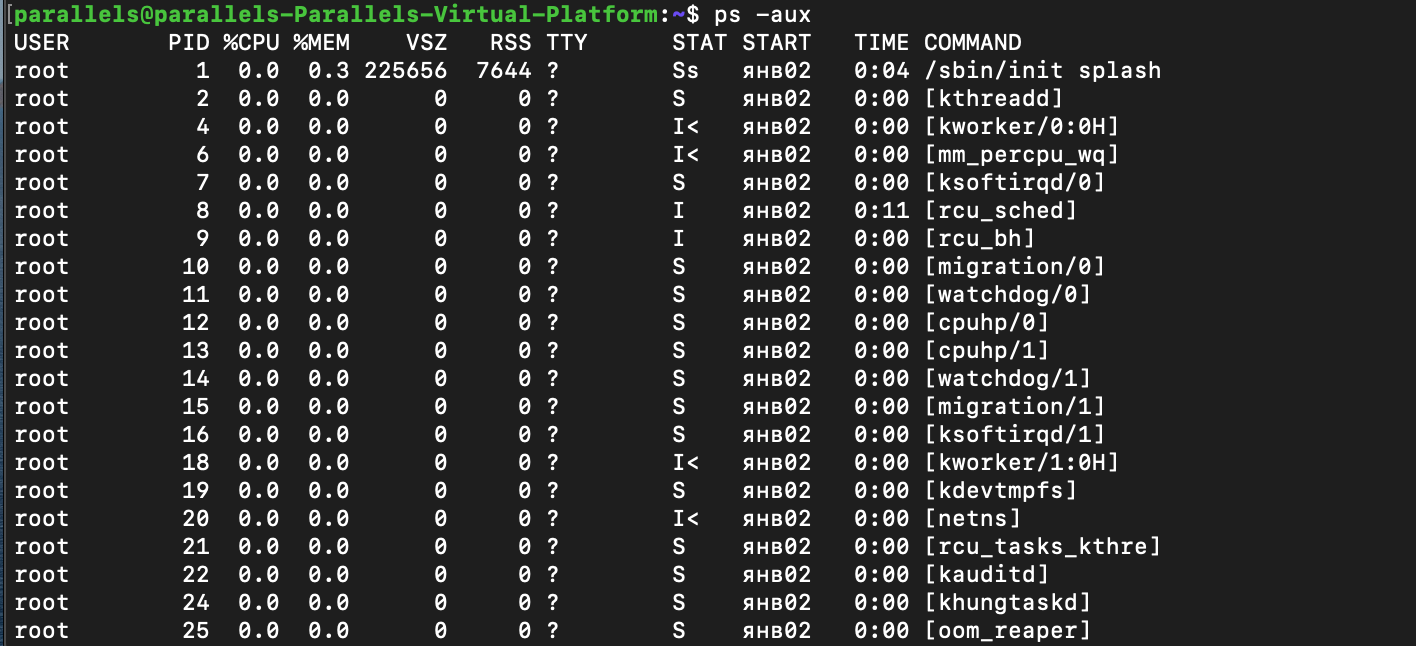 [parallels@parallels-Parallels-Virtual-Platform:~$ ps -aux
USER       PID %CPU %MEM    VSZ   RSS TTY      STAT START   TIME COMMAND
root         1  0.0  0.3 225656  7644 ?        Ss   янв02   0:04 /sbin/init splash
root         2  0.0  0.0      0     0 ?        S    янв02   0:00 [kthreadd]
root         4  0.0  0.0      0     0 ?        I<   янв02   0:00 [kworker/0:0H]
root         6  0.0  0.0      0     0 ?        I<   янв02   0:00 [mm_percpu_wq]
root         7  0.0  0.0      0     0 ?        S    янв02   0:00 [ksoftirqd/0]
root         8  0.0  0.0      0     0 ?        I    янв02   0:11 [rcu_sched]
root         9  0.0  0.0      0     0 ?        I    янв02   0:00 [rcu_bh]
root        10  0.0  0.0      0     0 ?        S    янв02   0:00 [migration/0]
root        11  0.0  0.0      0     0 ?        S    янв02   0:00 [watchdog/0]
root        12  0.0  0.0      0     0 ?        S    янв02   0:00 [cpuhp/0]
root        13  0.0  0.0      0     0 ?        S    янв02   0:00 [cpuhp/1]
root        14  0.0  0.0      0     0 ?        S    янв02   0:00 [watchdog/1]
root        15  0.0  0.0      0     0 ?        S    янв02   0:00 [migration/1]
root        16  0.0  0.0      0     0 ?        S    янв02   0:00 [ksoftirqd/1]
root        18  0.0  0.0      0     0 ?        I<   янв02   0:00 [kworker/1:0H]
root        19  0.0  0.0      0     0 ?        S    янв02   0:00 [kdevtmpfs]
root        20  0.0  0.0      0     0 ?        I<   янв02   0:00 [netns]
root        21  0.0  0.0      0     0 ?        S    янв02   0:00 [rcu_tasks_kthre]
root        22  0.0  0.0      0     0 ?        S    янв02   0:00 [kauditd]
root        24  0.0  0.0      0     0 ?        S    янв02   0:00 [khungtaskd]
root        25  0.0  0.0      0     0 ?        S    янв02   0:00 [oom_reaper]